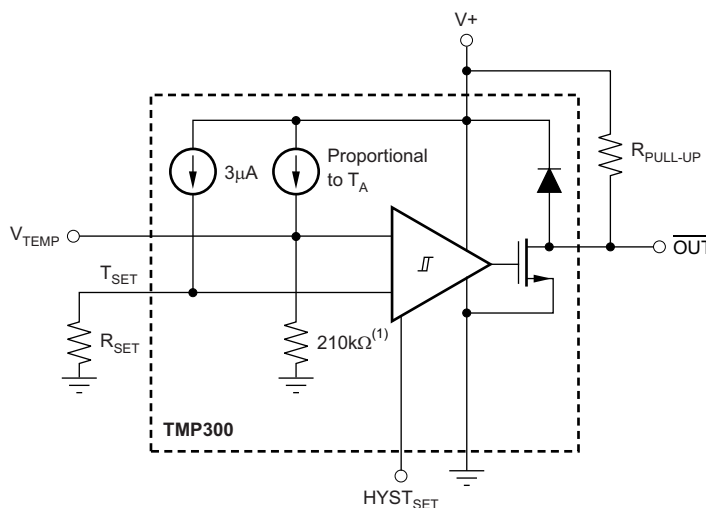 V+
3µA
Proportional
to T_A
R_PULL-UP
V_TEMP
OUT
T_SET
R_SET
210kΩ(1)
TMP300
HYST_SET